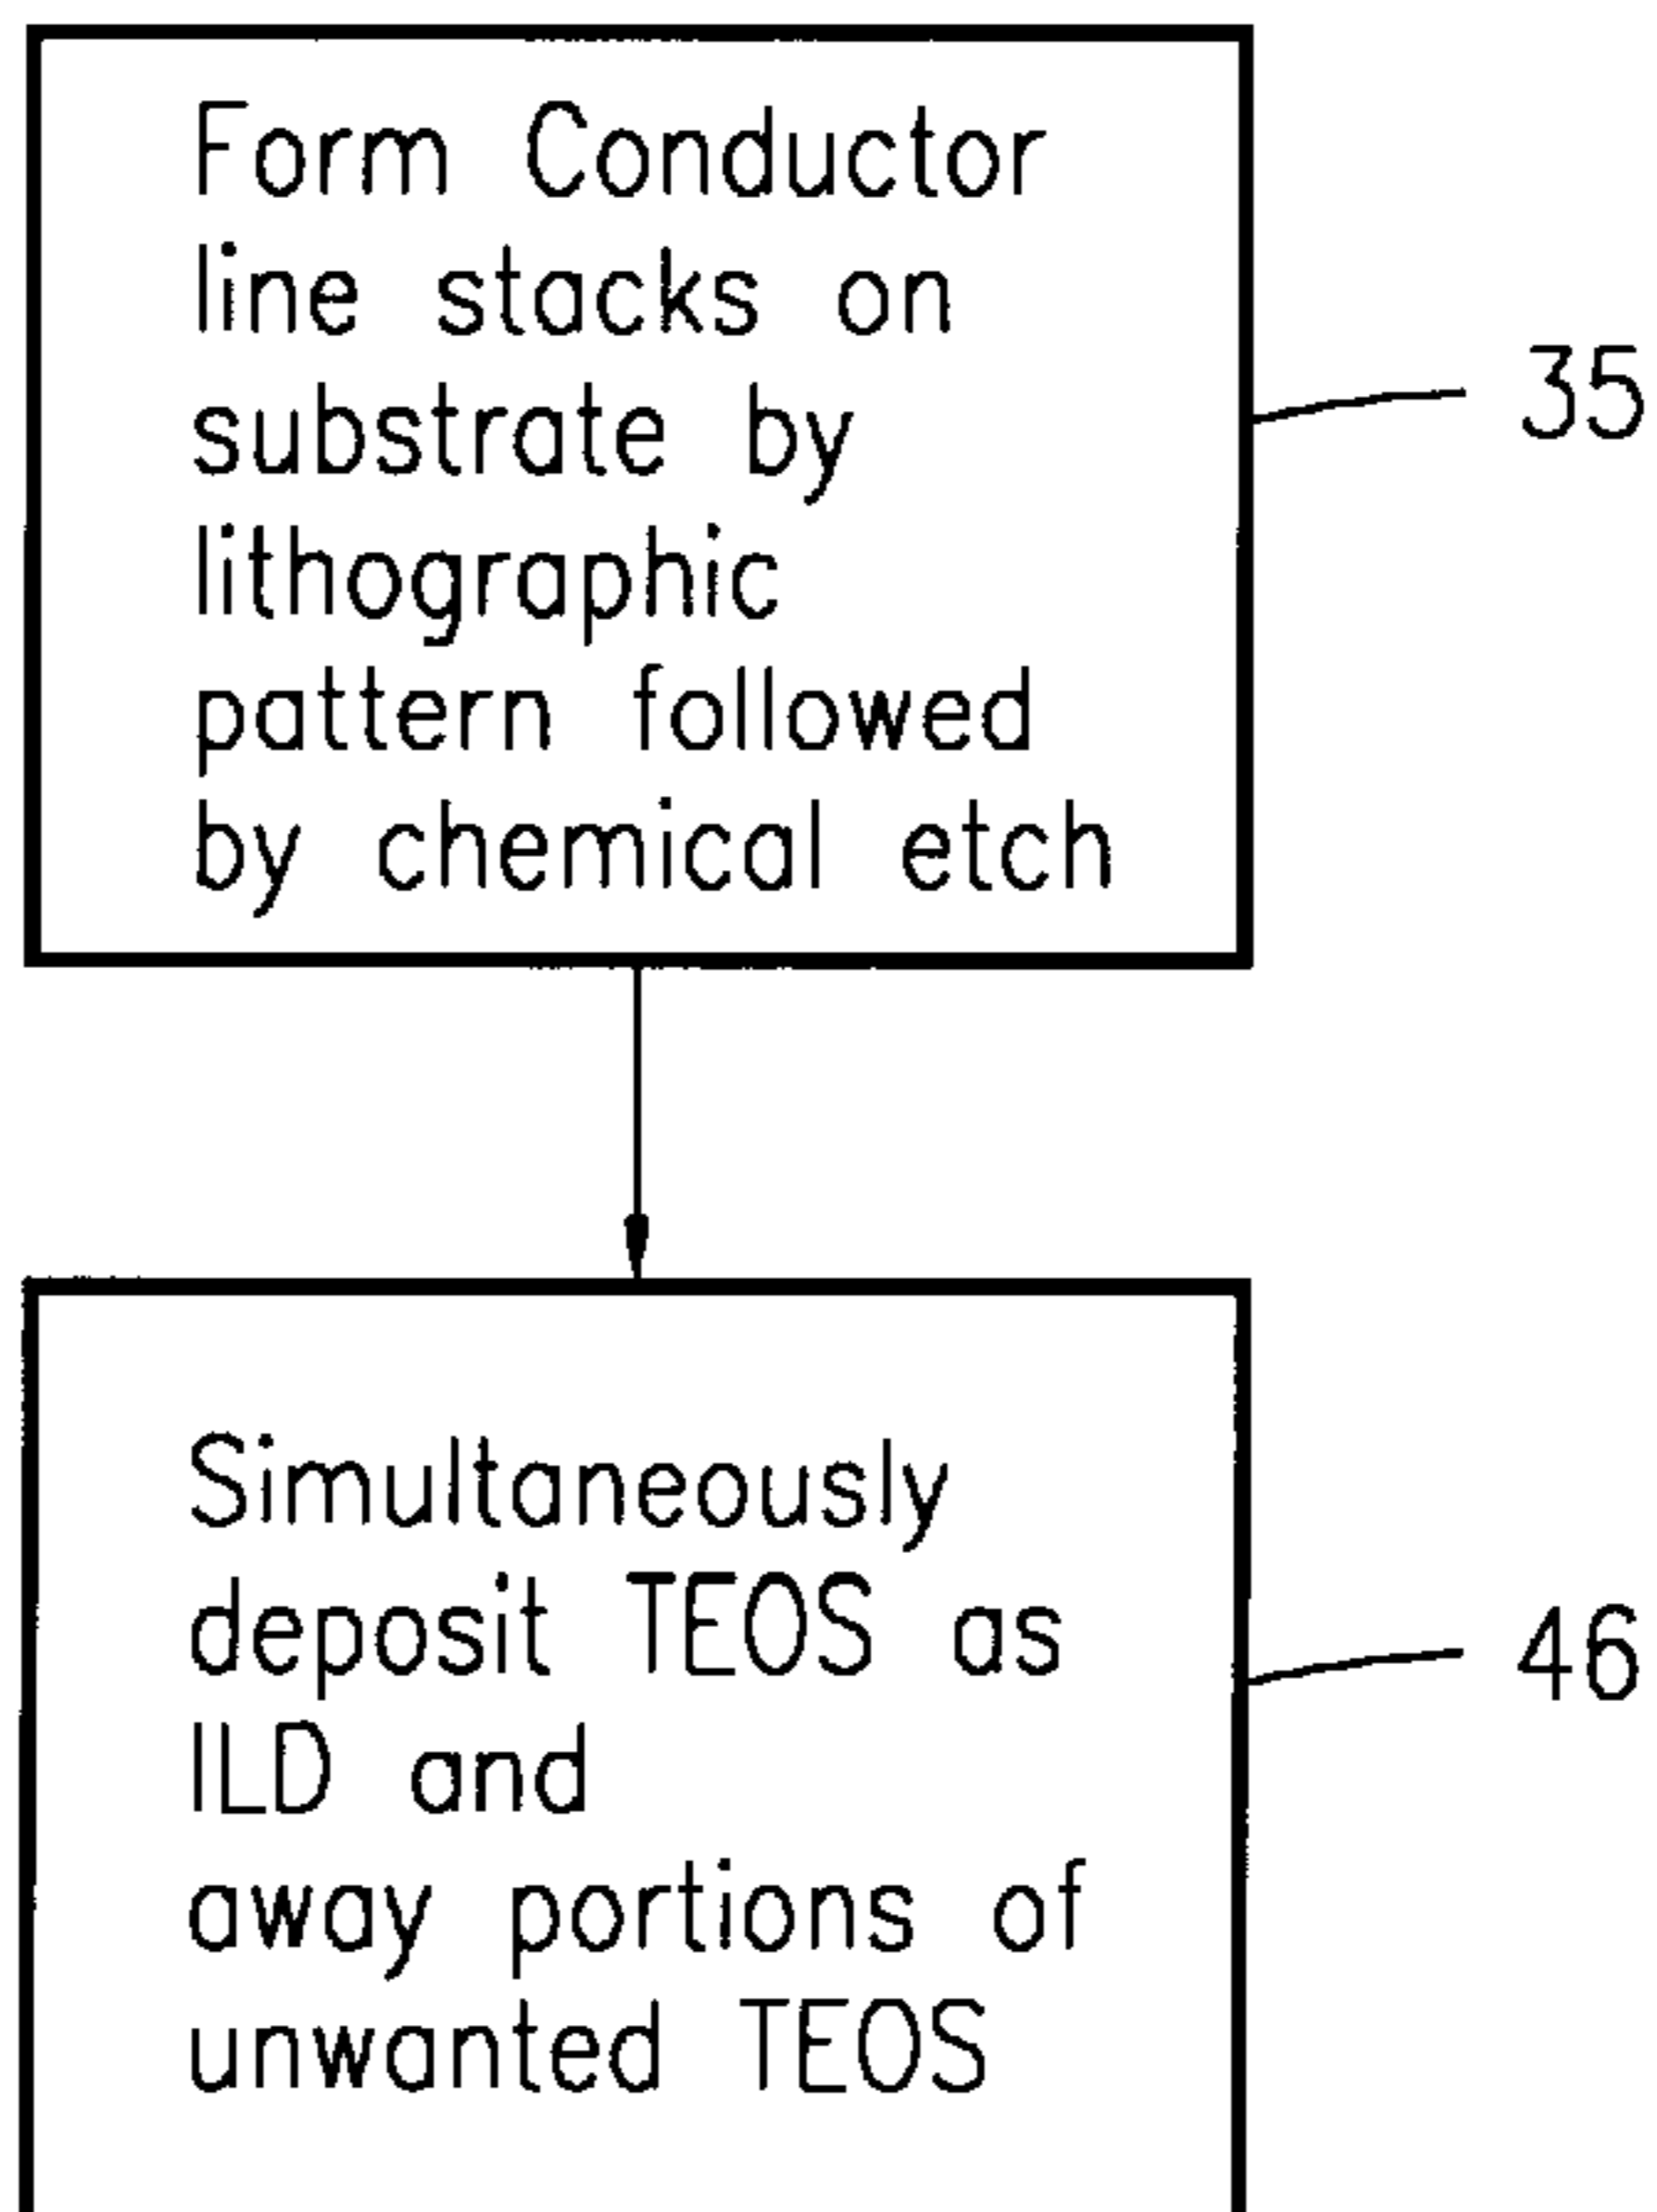 Form Conductor
line stacks on
substrate by
lithographic
pattern followed
by chemical etch
35
Simultaneously
deposit TEOS as
ILD and
away portions of
unwanted TEOS
46